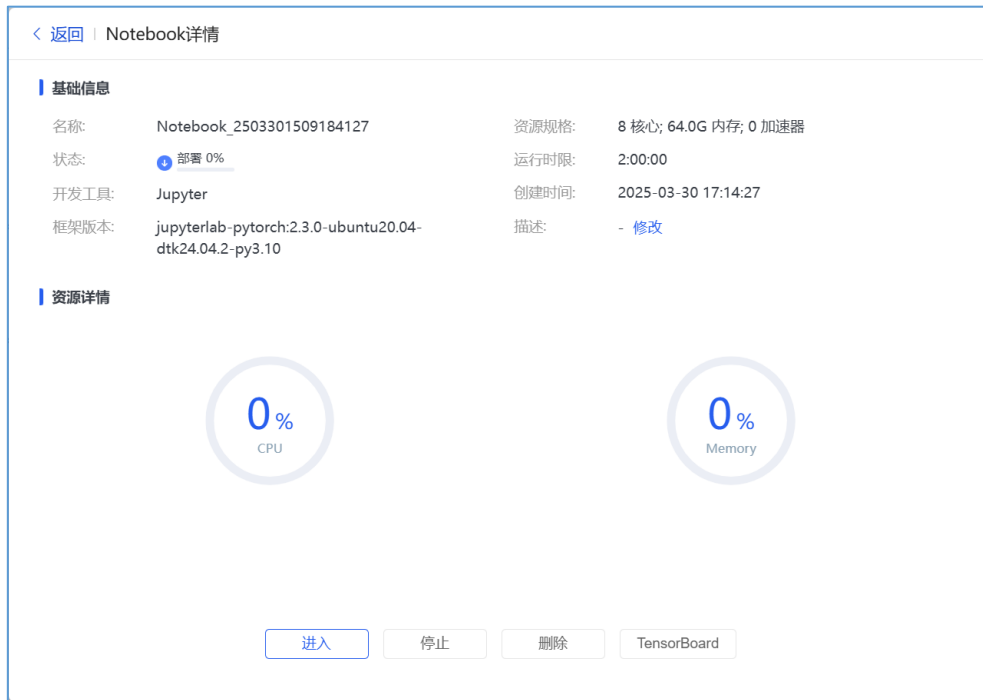 返回 Notebook详情
基础信息
名称: Notebook_2503301509184127
资源规格: 8 核心; 64.0G 内存; 0 加速器
状态: 部署 0%
运行时限: 2:00:00
开发工具: Jupyter
创建时间: 2025-03-30 17:14:27
框架版本: jupyterlab-pytorch:2.3.0-ubuntu20.04-
dtk24.04.2-py3.10
描述: - 修改
资源详情
0 %
CPU
0 %
Memory
进入 停止 删除 TensorBoard